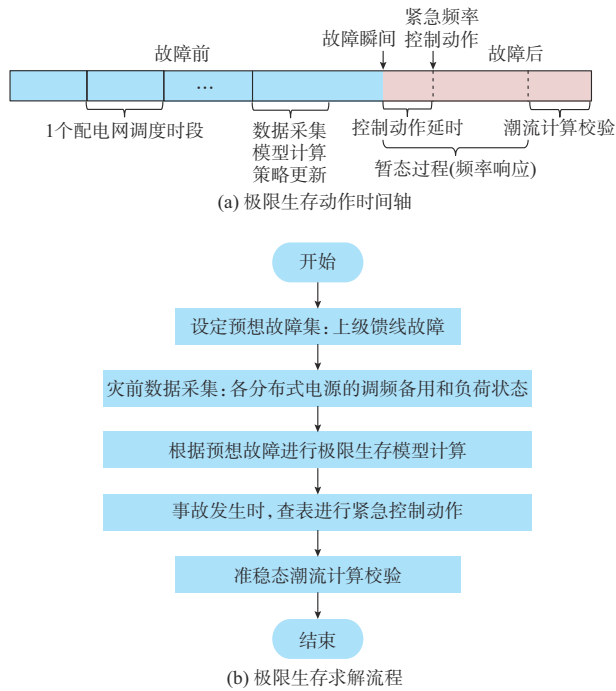 故障前
故障瞬间
紧急频率
控制动作
故障后
…
1个配电网调度时段
数据采集
模型计算
策略更新
控制动作延时
潮流计算校验
暂态过程(频率响应)
(a) 极限生存动作时间轴
开始
设定预想故障集：上级馈线故障
灾前数据采集：各分布式电源的调频备用和负荷状态
根据预想故障进行极限生存模型计算
事故发生时，查表进行紧急控制动作
准稳态潮流计算校验
结束
(b) 极限生存求解流程